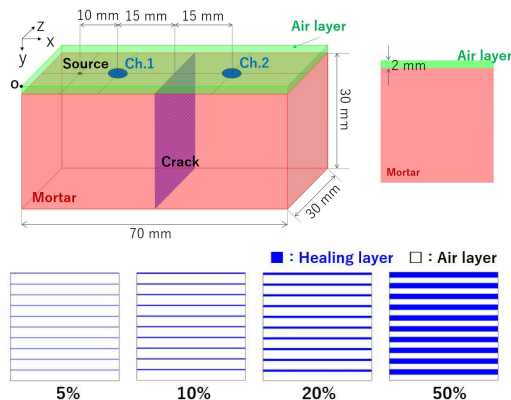 10 mm 15 mm 15 mm
Z
X
y
Air layer
Source Ch.1 Ch.2
o
Air layer
2 mm
30 mm
Crack
Mortar
Mortar
30 mm
70 mm
■ : Healing layer □ : Air layer
5% 10% 20% 50%